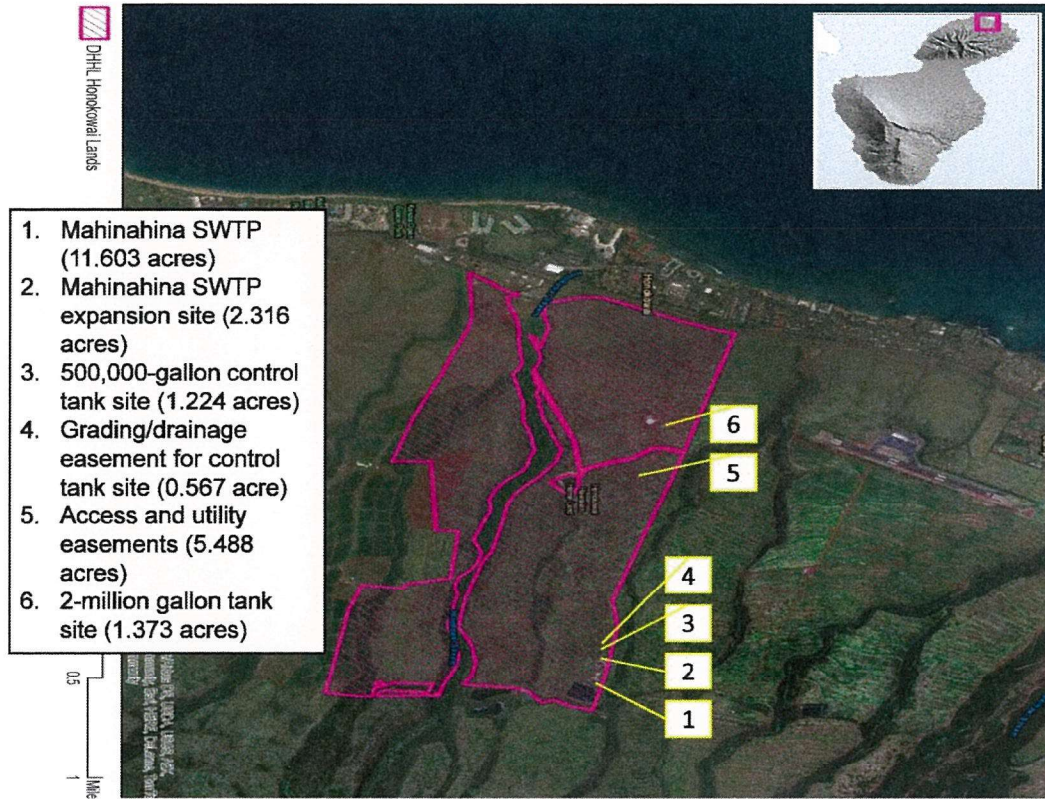 DHHL Honokowai Lands
1. Mahinahina SWTP
(11.603 acres)
2. Mahinahina SWTP
expansion site (2.316
acres)
3. 500,000-gallon control
tank site (1.224 acres)
4. Grading/drainage
easement for control
tank site (0.567 acre)
5. Access and utility
easements (5.488
acres)
6. 2-million gallon tank
site (1.373 acres)
6
5
4
3
2
1
0.5
1